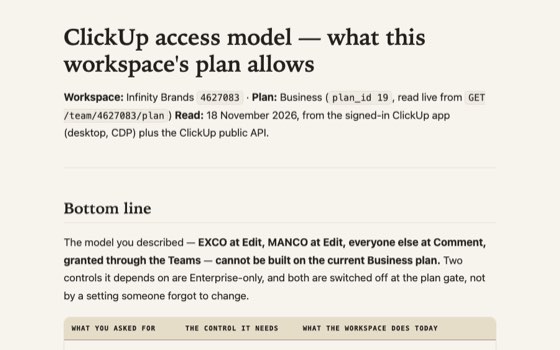 ClickUp access model — what this
workspace's plan allows
Workspace: Infinity Brands 4627083 · Plan: Business ( plan_id 19 , read live from GET
/team/4627083/plan ) Read: 18 November 2026, from the signed-in ClickUp app
(desktop, CDP) plus the ClickUp public API.
Bottom line
The model you described — EXCO at Edit, MANCO at Edit, everyone else at Comment,
granted through the Teams — cannot be built on the current Business plan. Two
controls it depends on are Enterprise-only, and both are switched off at the plan gate, not
by a setting someone forgot to change.
WHAT YOU ASKED FOR THE CONTROL IT NEEDS WHAT THE WORKSPACE DOES TODAY